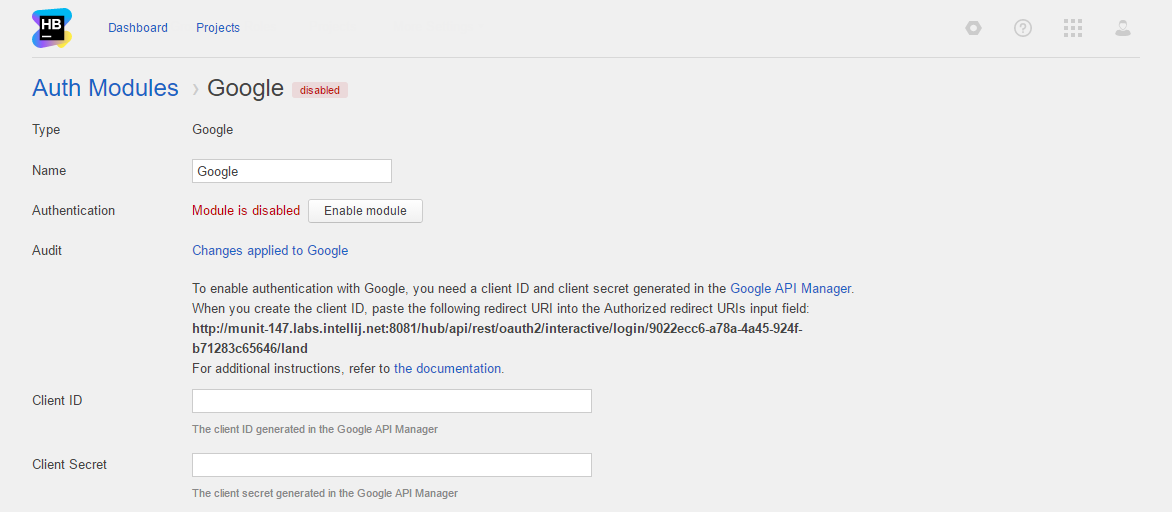 HB
Dashboard Projects
Auth Modules › Google disabled
Type Google
Name Google
Authentication Module is disabled Enable module
Audit Changes applied to Google
To enable authentication with Google, you need a client ID and client secret generated in the Google API Manager.
When you create the client ID, paste the following redirect URI into the Authorized redirect URIs input field:
http://munit-147.labs.intellij.net:8081/hub/api/rest/oauth2/interactive/login/9022ecc6-a78a-4a45-924f-
b71283c65646/land
For additional instructions, refer to the documentation.
Client ID
The client ID generated in the Google API Manager
Client Secret
The client secret generated in the Google API Manager